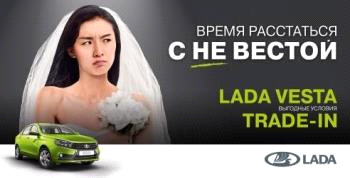 ВРЕМЯ РАССТАТЬСЯ
С НЕ ВЕСТОЙ
LADA VESTA
ВЫГОДНЫЕ УСЛОВИЯ
TRADE-IN
LADA